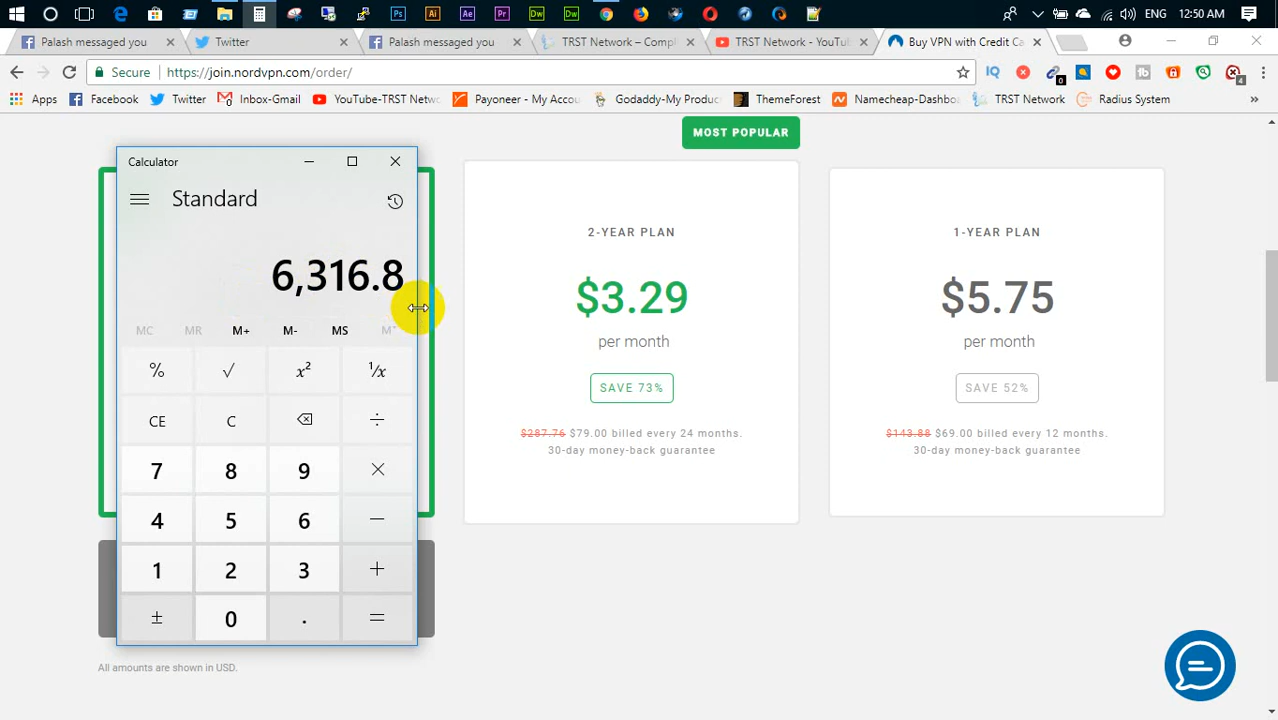 ENG 12:50 AM
Palash messaged you
Twitter
Palash messaged you
TRST Network – Compl
TRST Network - YouTu
Buy VPN with Credit Ca
Secure https://join.nordvpn.com/order/
Apps Facebook Twitter Inbox-Gmail YouTube-TRST Netwo Payoneer - My Accou Godaddy-My Produc ThemeForest Namecheap-Dashbo TRST Network Radius System
MOST POPULAR
Calculator
Standard
6,316.8
MC MR M+ M- MS
% √ x² ¹/x
CE C ÷
7 8 9 ×
4 5 6 −
1 2 3 +
± 0 . =
2-YEAR PLAN
$3.29
per month
SAVE 73%
$287.76 $79.00 billed every 24 months.
30-day money-back guarantee
1-YEAR PLAN
$5.75
per month
SAVE 52%
$143.88 $69.00 billed every 12 months.
30-day money-back guarantee
All amounts are shown in USD.